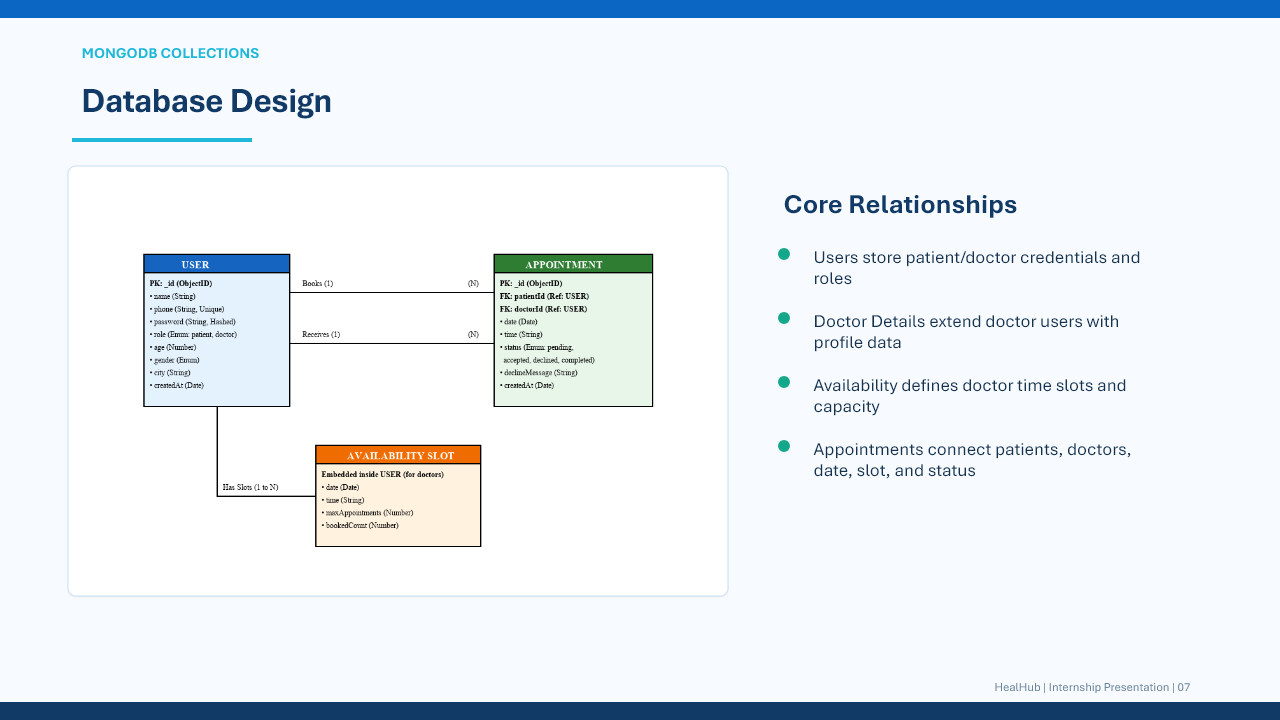 MONGODB COLLECTIONS
Database Design
USER
PK: _id (ObjectID)
• name (String)
• phone (String, Unique)
• password (String, Hashed)
• role (Enum: patient, doctor)
• age (Number)
• gender (Enum)
• city (String)
• createdAt (Date)
Books (1)
(N)
Receives (1)
(N)
APPOINTMENT
PK: _id (ObjectID)
FK: patientId (Ref: USER)
FK: doctorId (Ref: USER)
• date (Date)
• time (String)
• status (Enum: pending,
accepted, declined, completed)
• declineMessage (String)
• createdAt (Date)
Has Slots (1 to N)
AVAILABILITY SLOT
Embedded inside USER (for doctors)
• date (Date)
• time (String)
• maxAppointments (Number)
• bookedCount (Number)
Core Relationships
Users store patient/doctor credentials and
roles
Doctor Details extend doctor users with
profile data
Availability defines doctor time slots and
capacity
Appointments connect patients, doctors,
date, slot, and status
HealHub | Internship Presentation | 07